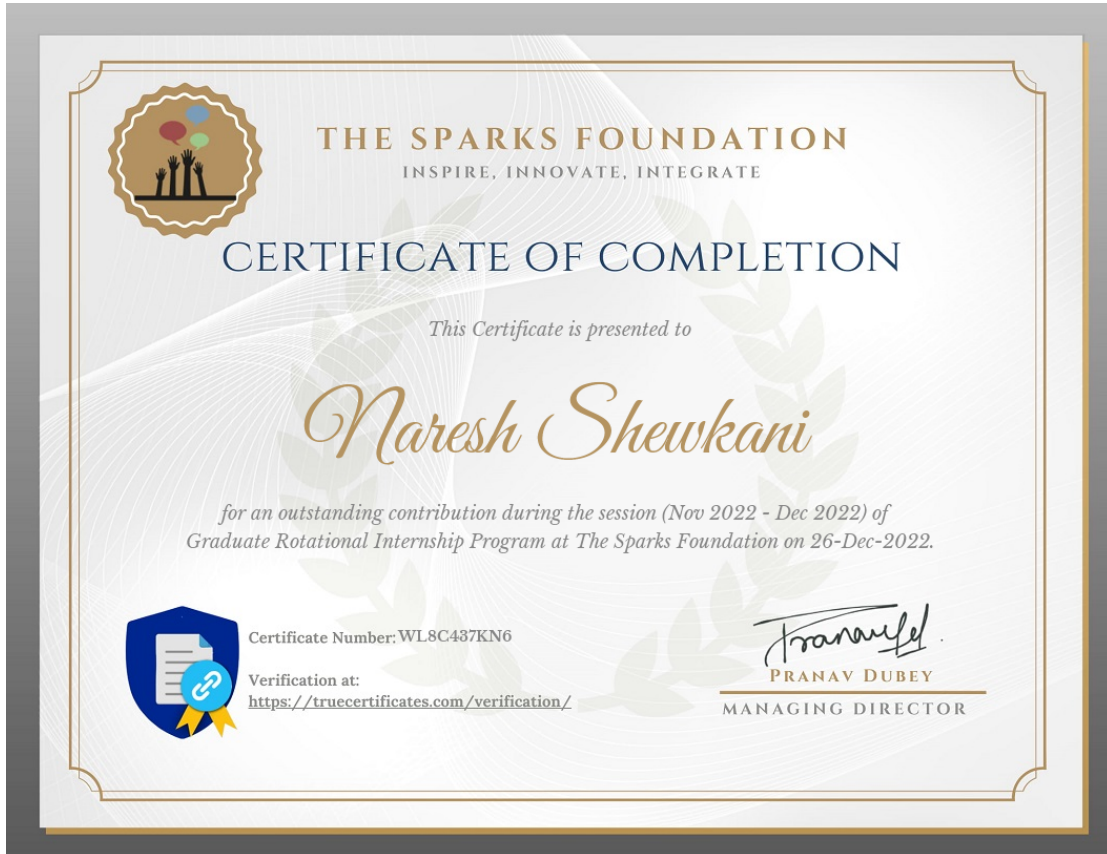 THE SPARKS FOUNDATION
INSPIRE, INNOVATE, INTEGRATE
CERTIFICATE OF COMPLETION
This Certificate is presented to
Naresh Shewkani
for an outstanding contribution during the session (Nov 2022 - Dec 2022) of
Graduate Rotational Internship Program at The Sparks Foundation on 26-Dec-2022.
Certificate Number: WL8C437KN6
Verification at:
https://truecertificates.com/verification/
PRANAV DUBEY
MANAGING DIRECTOR